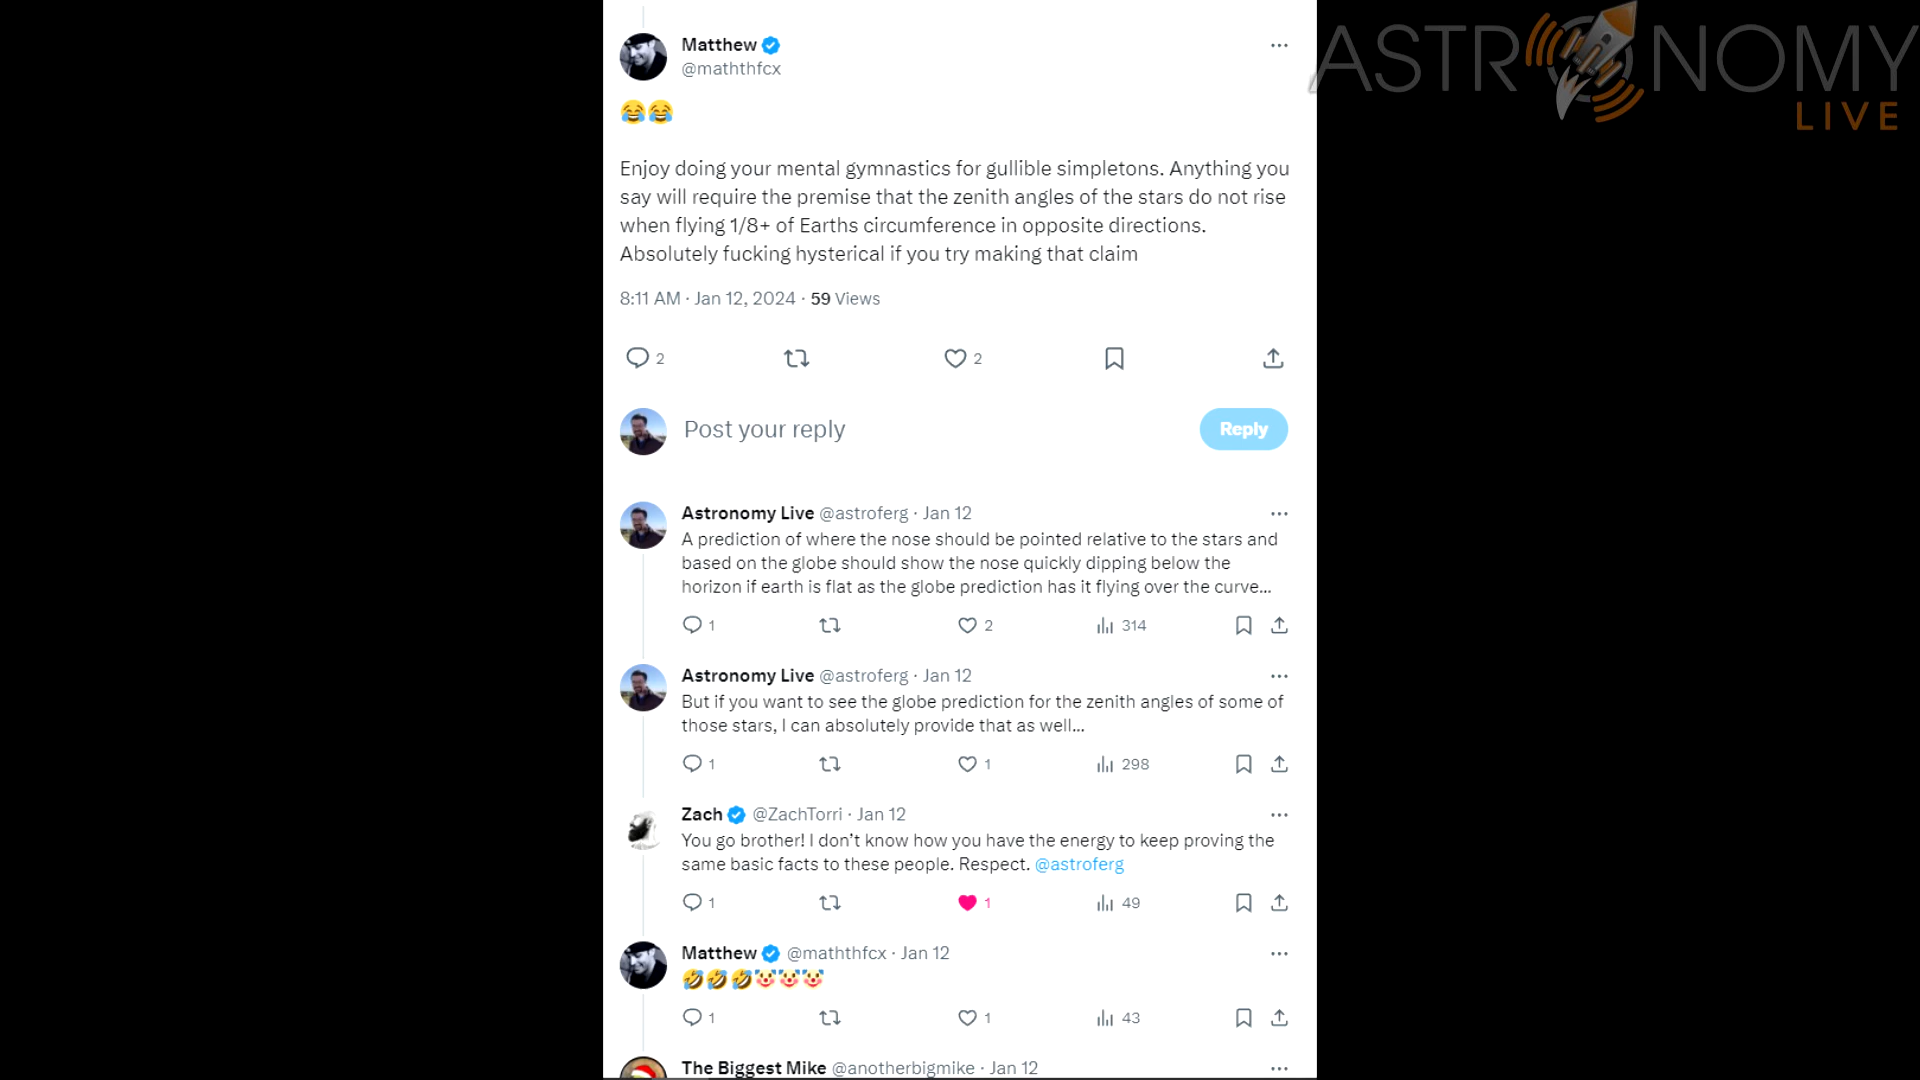 ASTRONOMY
LIVE
Matthew
@maththfcx
😂😂
Enjoy doing your mental gymnastics for gullible simpletons. Anything you
say will require the premise that the zenith angles of the stars do not rise
when flying 1/8+ of Earths circumference in opposite directions.
Absolutely fucking hysterical if you try making that claim
8:11 AM · Jan 12, 2024 · 59 Views
2
2
Post your reply
Reply
Astronomy Live @astroferg · Jan 12
A prediction of where the nose should be pointed relative to the stars and
based on the globe should show the nose quickly dipping below the
horizon if earth is flat as the globe prediction has it flying over the curve...
1
2
314
Astronomy Live @astroferg · Jan 12
But if you want to see the globe prediction for the zenith angles of some of
those stars, I can absolutely provide that as well...
1
1
298
Zach @ZachTorri · Jan 12
You go brother! I don’t know how you have the energy to keep proving the
same basic facts to these people. Respect. @astroferg
1
1
49
Matthew @maththfcx · Jan 12
🤣🤣🤣🤡🤡🤡
1
1
43
The Biggest Mike @anotherbigmike · Jan 12